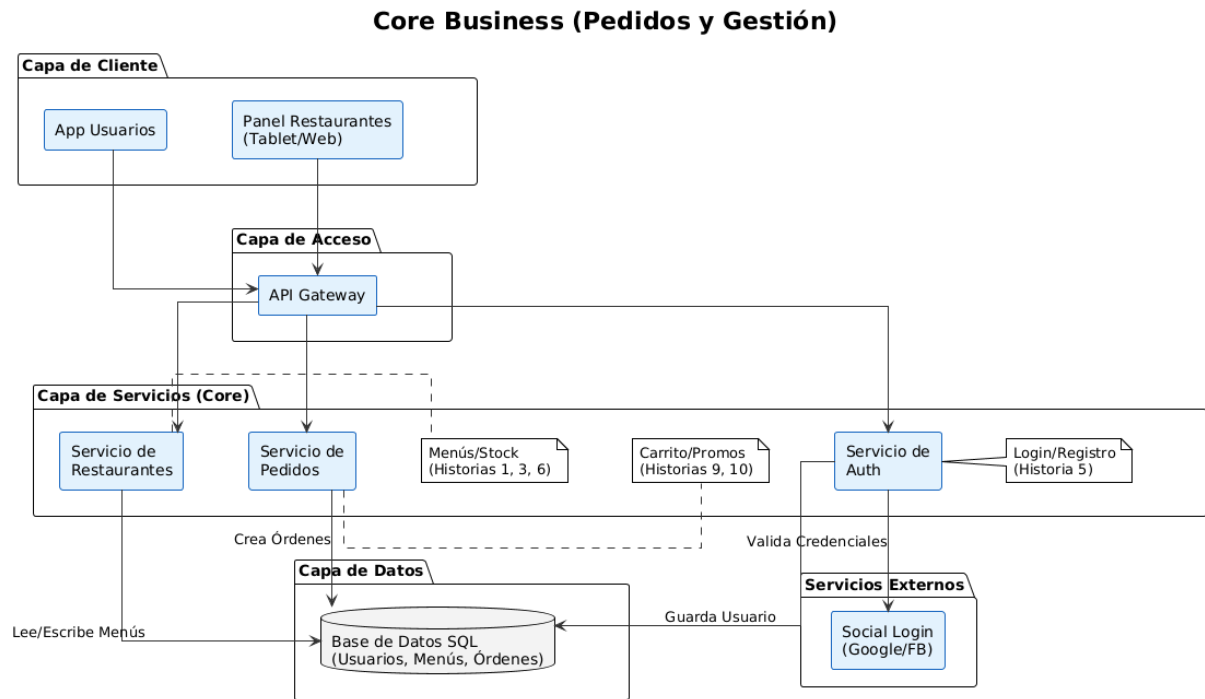 Core Business (Pedidos y Gestión)
Capa de Cliente
App Usuarios
Panel Restaurantes
(Tablet/Web)
Capa de Acceso
API Gateway
Capa de Servicios (Core)
Servicio de
Restaurantes
Servicio de
Pedidos
Menús/Stock
(Historias 1, 3, 6)
Carrito/Promos
(Historias 9, 10)
Servicio de
Auth
Login/Registro
(Historia 5)
Crea Órdenes
Valida Credenciales
Capa de Datos
Servicios Externos
Lee/Escribe Menús
Base de Datos SQL
(Usuarios, Menús, Órdenes)
Guarda Usuario
Social Login
(Google/FB)